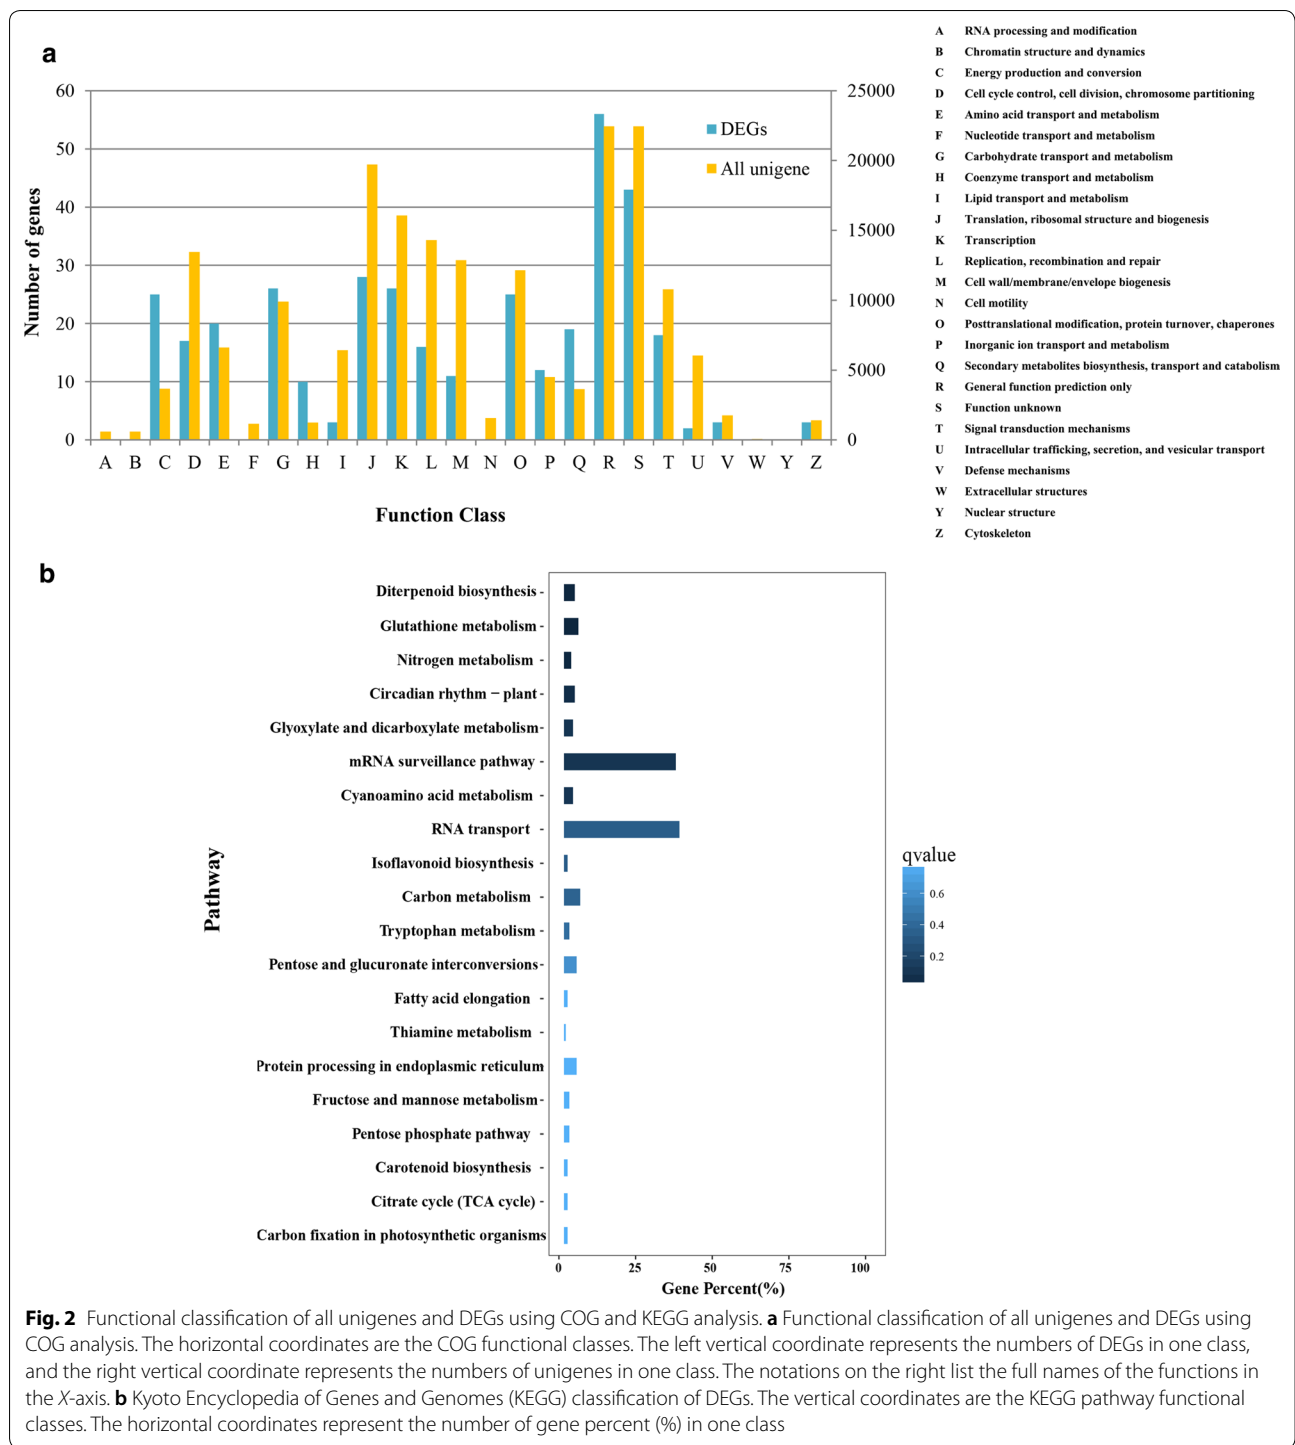 a
Number of genes
60
50
40
30
20
10
0
25000
20000
15000
10000
5000
0
DEGs
All unigene
A B C D E F G H I J K L M N O P Q R S T U V W Y Z
Function Class
A RNA processing and modification
B Chromatin structure and dynamics
C Energy production and conversion
D Cell cycle control, cell division, chromosome partitioning
E Amino acid transport and metabolism
F Nucleotide transport and metabolism
G Carbohydrate transport and metabolism
H Coenzyme transport and metabolism
I Lipid transport and metabolism
J Translation, ribosomal structure and biogenesis
K Transcription
L Replication, recombination and repair
M Cell wall/membrane/envelope biogenesis
N Cell motility
O Posttranslational modification, protein turnover, chaperones
P Inorganic ion transport and metabolism
Q Secondary metabolites biosynthesis, transport and catabolism
R General function prediction only
S Function unknown
T Signal transduction mechanisms
U Intracellular trafficking, secretion, and vesicular transport
V Defense mechanisms
W Extracellular structures
Y Nuclear structure
Z Cytoskeleton
b
Pathway
Diterpenoid biosynthesis
Glutathione metabolism
Nitrogen metabolism
Circadian rhythm − plant
Glyoxylate and dicarboxylate metabolism
mRNA surveillance pathway
Cyanoamino acid metabolism
RNA transport
Isoflavonoid biosynthesis
Carbon metabolism
Tryptophan metabolism
Pentose and glucuronate interconversions
Fatty acid elongation
Thiamine metabolism
Protein processing in endoplasmic reticulum
Fructose and mannose metabolism
Pentose phosphate pathway
Carotenoid biosynthesis
Citrate cycle (TCA cycle)
Carbon fixation in photosynthetic organisms
0 25 50 75 100
Gene Percent(%)
qvalue
0.6
0.4
0.2
Fig. 2 Functional classification of all unigenes and DEGs using COG and KEGG analysis. a Functional classification of all unigenes and DEGs using
COG analysis. The horizontal coordinates are the COG functional classes. The left vertical coordinate represents the numbers of DEGs in one class,
and the right vertical coordinate represents the numbers of unigenes in one class. The notations on the right list the full names of the functions in
the X-axis. b Kyoto Encyclopedia of Genes and Genomes (KEGG) classification of DEGs. The vertical coordinates are the KEGG pathway functional
classes. The horizontal coordinates represent the number of gene percent (%) in one class